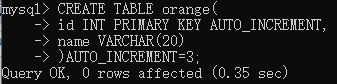 mysql> CREATE TABLE orange(
-> id INT PRIMARY KEY AUTO_INCREMENT,
-> name VARCHAR(20)
-> )AUTO_INCREMENT=3;
Query OK, 0 rows affected (0.35 sec)